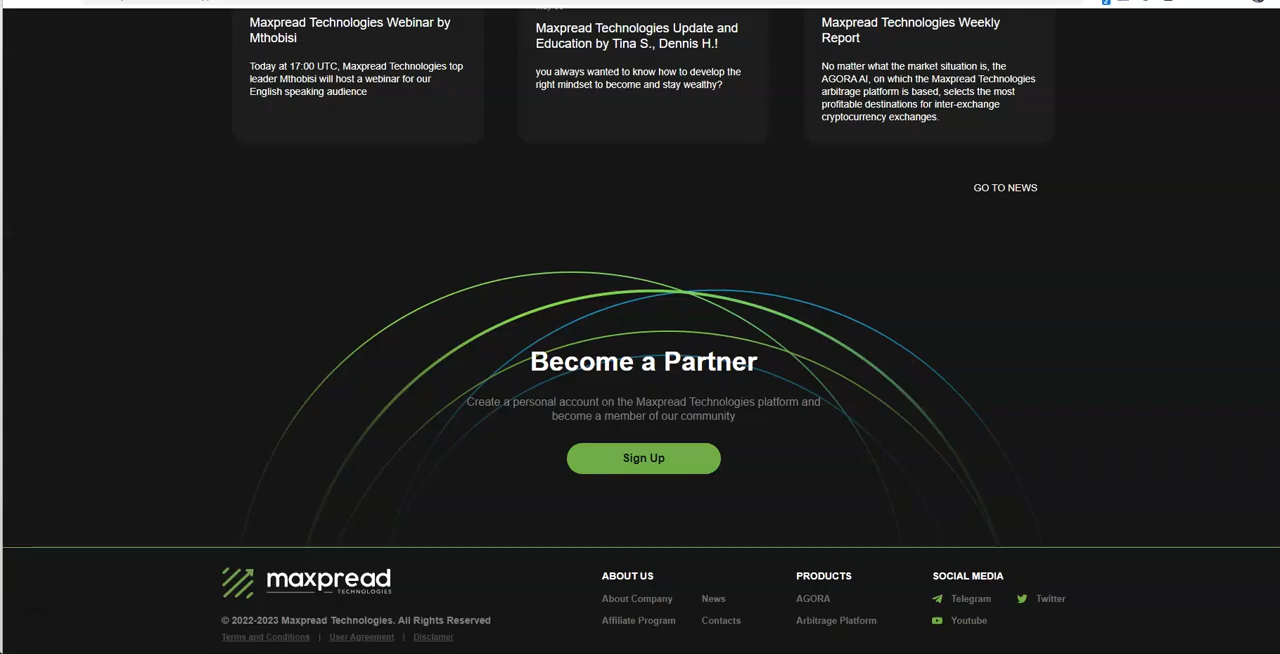 Maxpread Technologies Webinar by
Mthobisi
Today at 17:00 UTC, Maxpread Technologies top
leader Mthobisi will host a webinar for our
English speaking audience
Maxpread Technologies Update and
Education by Tina S., Dennis H.!
you always wanted to know how to develop the
right mindset to become and stay wealthy?
Maxpread Technologies Weekly
Report
No matter what the market situation is, the
AGORA AI, on which the Maxpread Technologies
arbitrage platform is based, selects the most
profitable destinations for inter-exchange
cryptocurrency exchanges.
GO TO NEWS
Become a Partner
Create a personal account on the Maxpread Technologies platform and
become a member of our community
Sign Up
maxpread
TECHNOLOGIES
© 2022-2023 Maxpread Technologies. All Rights Reserved
Terms and Conditions | User Agreement | Disclaimer
ABOUT US
About Company News
Affiliate Program Contacts
PRODUCTS
AGORA
Arbitrage Platform
SOCIAL MEDIA
Telegram Twitter
Youtube